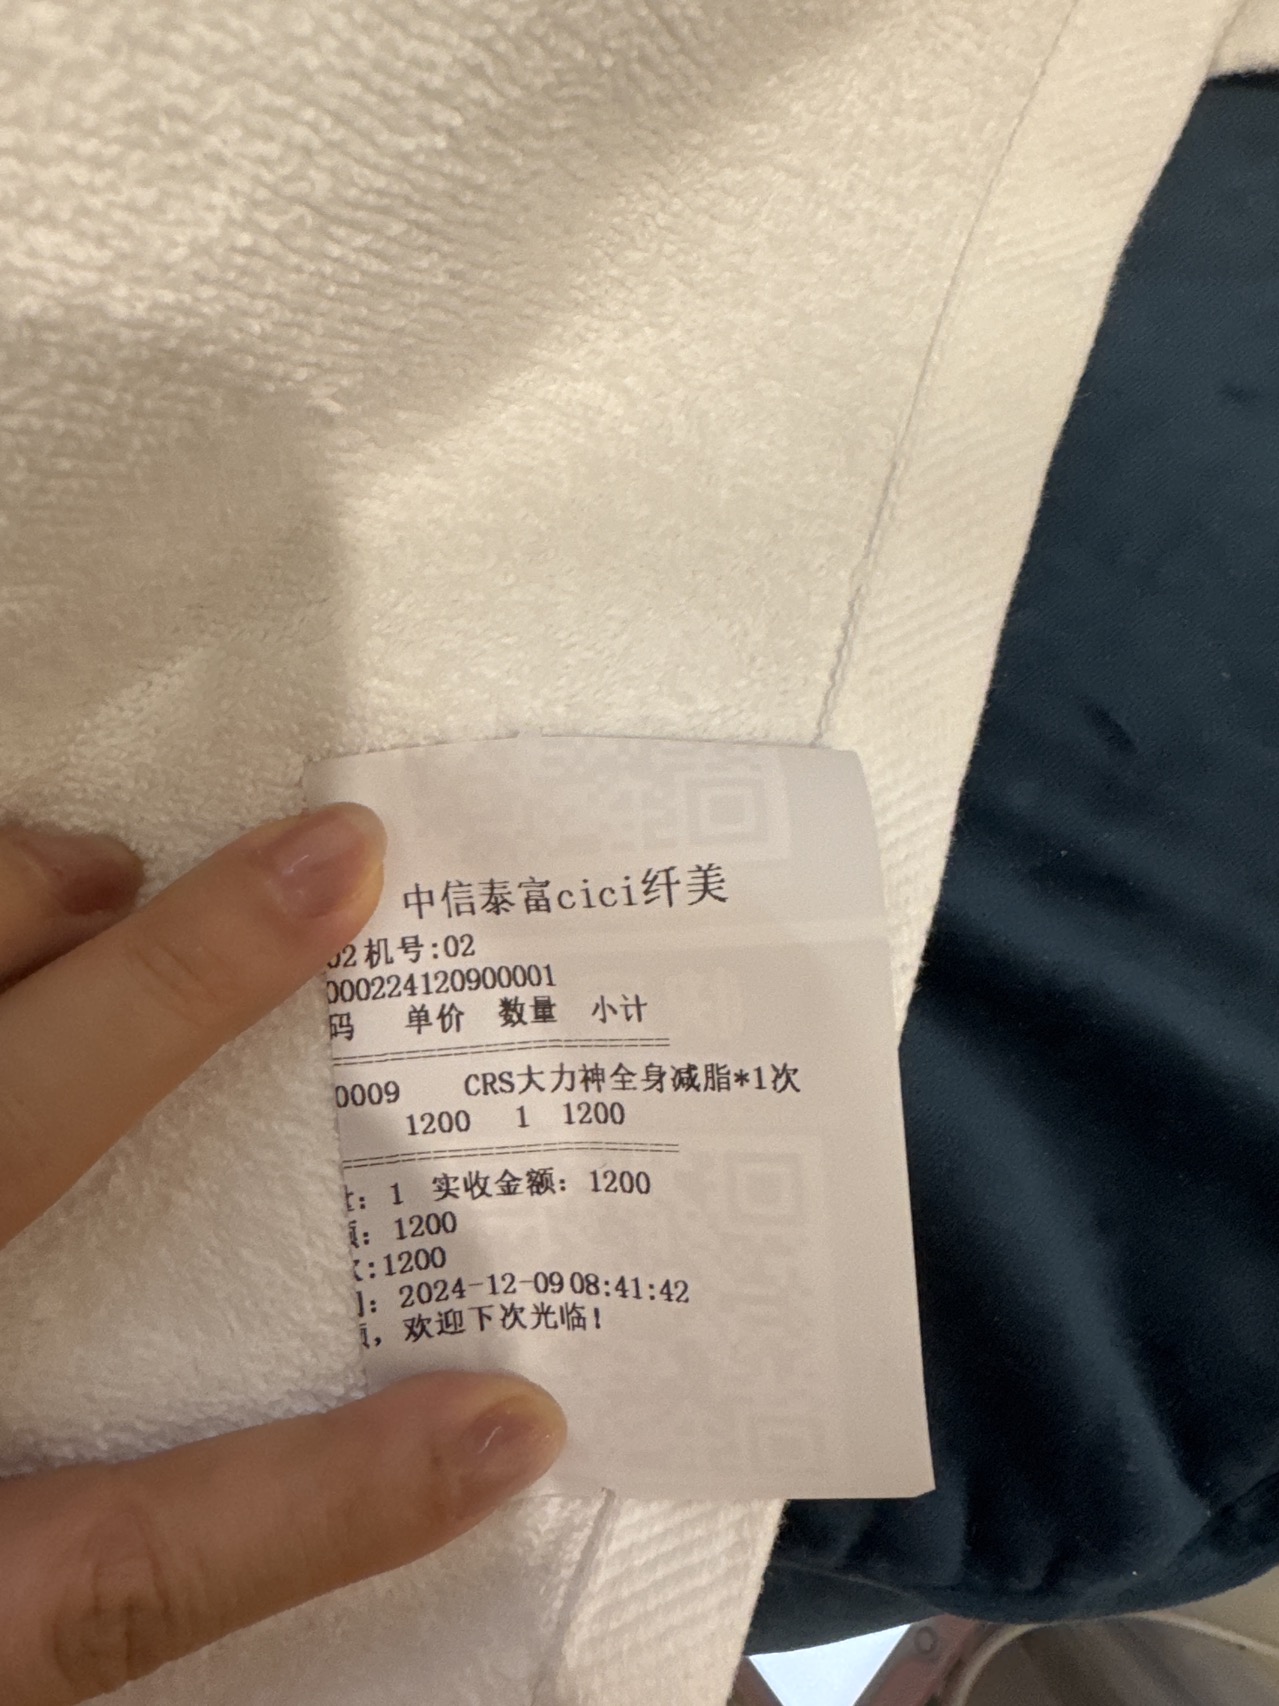 中信泰富cici纤美
02机号:02
000224120900001
码 单价 数量 小计
0009 CRS大力神全身减脂*1次
1200 1 1200
: 1 实收金额: 1200
: 1200
:1200
: 2024-12-09 08:41:42
, 欢迎下次光临!